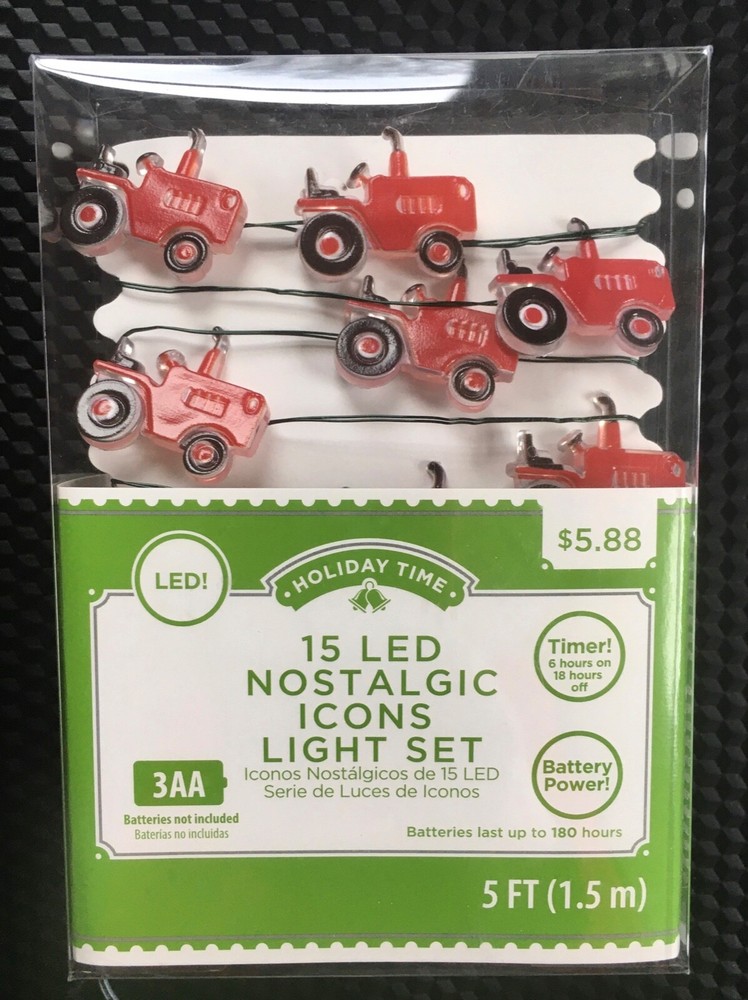 $5.88
LED!
HOLIDAY TIME
15 LED
NOSTALGIC
ICONS
LIGHT SET
Iconos Nostálgicos de 15 LED
Serie de Luces de Iconos
Timer!
6 hours on
18 hours
off
Battery
Power!
3AA
Batteries not included
Baterías no incluidas
Batteries last up to 180 hours
5 FT (1.5 m)